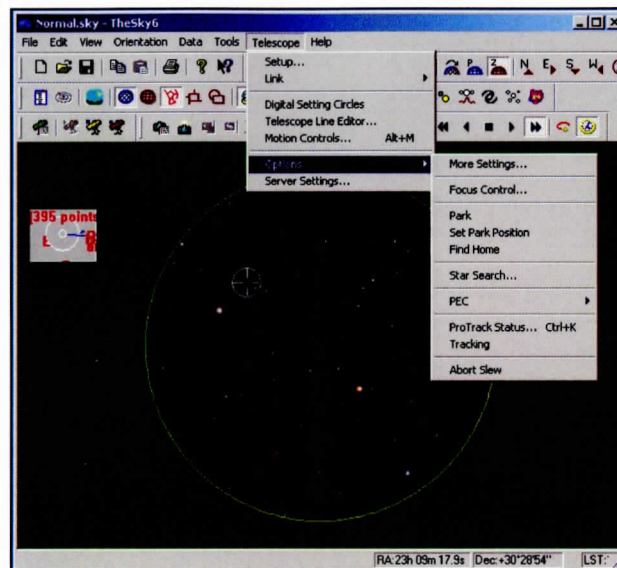 Normal.sky - TheSky6
File Edit View Orientation Data Tools Telescope Help
Setup...
Link
Digital Setting Circles
Telescope Line Editor...
Motion Controls... Alt+M
Options
Server Settings...
More Settings...
Focus Control...
Park
Set Park Position
Find Home
Star Search...
PEC
ProTrack Status... Ctrl+K
Tracking
Abort Slew
P Z N E S W
395 points
RA:23h 09m 17.9s Dec:+30°28'54" LST: